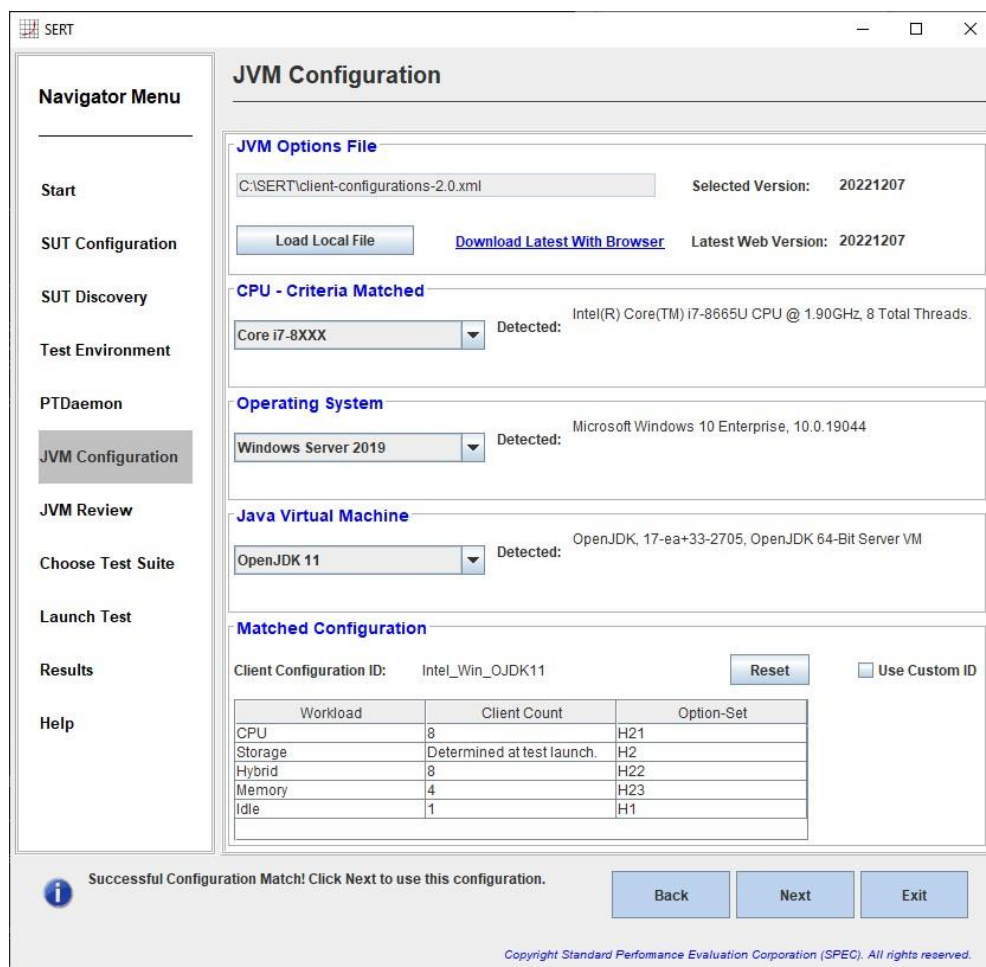 SERT
Navigator Menu
Start
SUT Configuration
SUT Discovery
Test Environment
PTDaemon
JVM Configuration
JVM Review
Choose Test Suite
Launch Test
Results
Help
JVM Configuration
JVM Options File
C:\SERT\client-configurations-2.0.xml
Selected Version: 20221207
Load Local File
Download Latest With Browser
Latest Web Version: 20221207
CPU - Criteria Matched
Core i7-8XXX
Detected: Intel(R) Core(TM) i7-8665U CPU @ 1.90GHz, 8 Total Threads.
Operating System
Windows Server 2019
Detected: Microsoft Windows 10 Enterprise, 10.0.19044
Java Virtual Machine
OpenJDK 11
Detected: OpenJDK, 17-ea+33-2705, OpenJDK 64-Bit Server VM
Matched Configuration
Client Configuration ID: Intel_Win_OJDK11
Reset
Use Custom ID
Workload Client Count Option-Set
CPU 8 H21
Storage Determined at test launch. H2
Hybrid 8 H22
Memory 4 H23
Idle 1 H1
Successful Configuration Match! Click Next to use this configuration.
Back
Next
Exit
Copyright Standard Performance Evaluation Corporation (SPEC). All rights reserved.